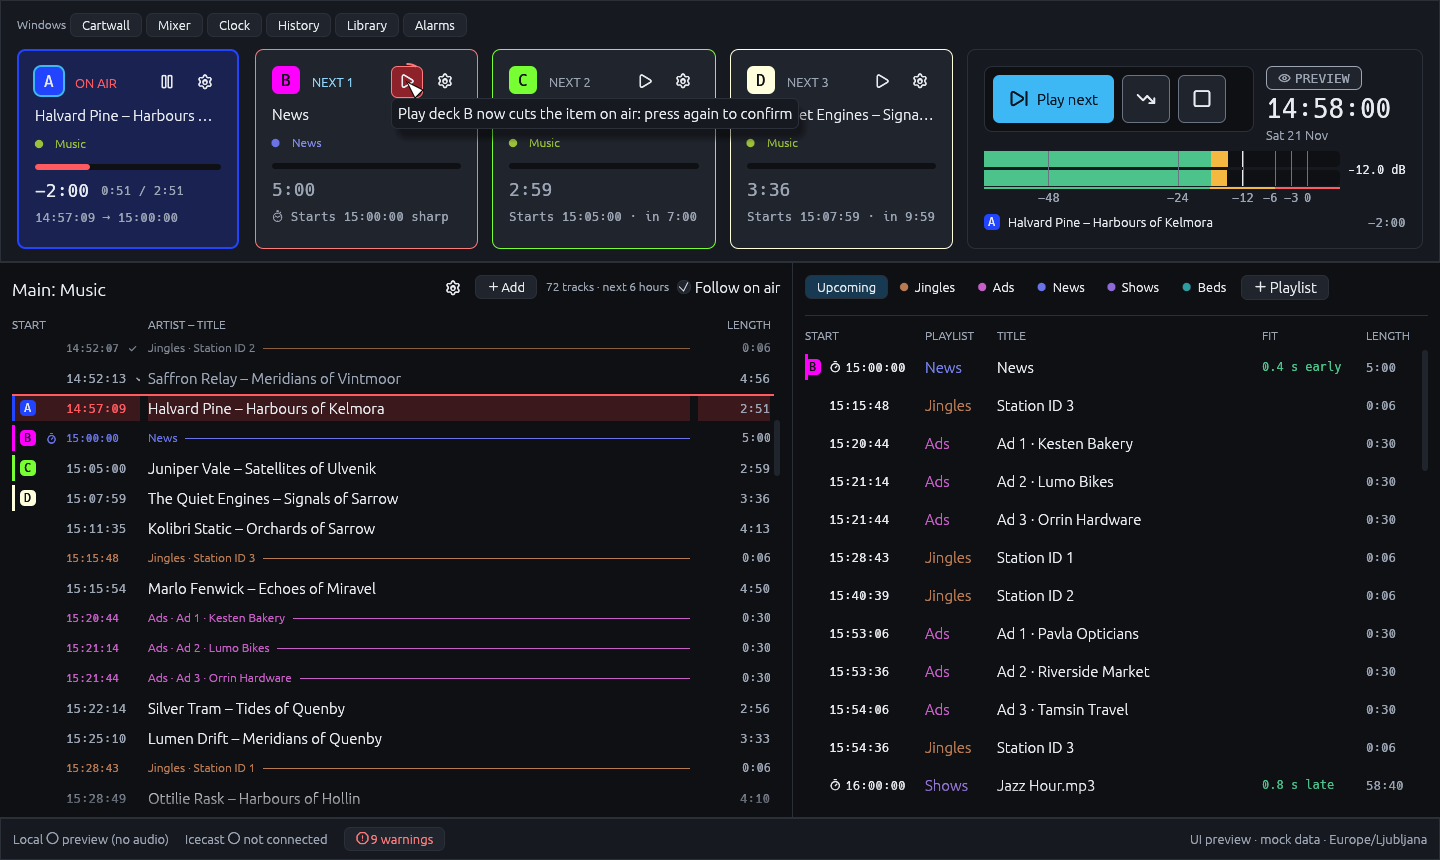 Windows Cartwall Mixer Clock History Library Alarms
A ON AIR
Halvard Pine – Harbours ...
Music
−2:00 0:51 / 2:51
14:57:09 → 15:00:00
B NEXT 1
News
News
5:00
Starts 15:00:00 sharp
C NEXT 2
Music
2:59
Starts 15:05:00 · in 7:00
D NEXT 3
et Engines – Signa...
Music
3:36
Starts 15:07:59 · in 9:59
Play deck B now cuts the item on air: press again to confirm
Play next
PREVIEW
14:58:00
Sat 21 Nov
-12.0 dB
−48 −24 −12 −6 −3 0
A Halvard Pine – Harbours of Kelmora −2:00
Main: Music + Add 72 tracks · next 6 hours Follow on air
START ARTIST – TITLE LENGTH
14:52:07 Jingles · Station ID 2 0:06
14:52:13 Saffron Relay – Meridians of Vintmoor 4:56
A 14:57:09 Halvard Pine – Harbours of Kelmora 2:51
B 15:00:00 News 5:00
C 15:05:00 Juniper Vale – Satellites of Ulvenik 2:59
D 15:07:59 The Quiet Engines – Signals of Sarrow 3:36
15:11:35 Kolibri Static – Orchards of Sarrow 4:13
15:15:48 Jingles · Station ID 3 0:06
15:15:54 Marlo Fenwick – Echoes of Miravel 4:50
15:20:44 Ads · Ad 1 · Kesten Bakery 0:30
15:21:14 Ads · Ad 2 · Lumo Bikes 0:30
15:21:44 Ads · Ad 3 · Orrin Hardware 0:30
15:22:14 Silver Tram – Tides of Quenby 2:56
15:25:10 Lumen Drift – Meridians of Quenby 3:33
15:28:43 Jingles · Station ID 1 0:06
15:28:49 Ottilie Rask – Harbours of Hollin 4:10
Upcoming Jingles Ads News Shows Beds + Playlist
START PLAYLIST TITLE FIT LENGTH
B 15:00:00 News News 0.4 s early 5:00
15:15:48 Jingles Station ID 3 0:06
15:20:44 Ads Ad 1 · Kesten Bakery 0:30
15:21:14 Ads Ad 2 · Lumo Bikes 0:30
15:21:44 Ads Ad 3 · Orrin Hardware 0:30
15:28:43 Jingles Station ID 1 0:06
15:40:39 Jingles Station ID 2 0:06
15:53:06 Ads Ad 1 · Pavla Opticians 0:30
15:53:36 Ads Ad 2 · Riverside Market 0:30
15:54:06 Ads Ad 3 · Tamsin Travel 0:30
15:54:36 Jingles Station ID 3 0:06
16:00:00 Shows Jazz Hour.mp3 0.8 s late 58:40
Local preview (no audio) Icecast not connected 9 warnings UI preview · mock data · Europe/Ljubljana